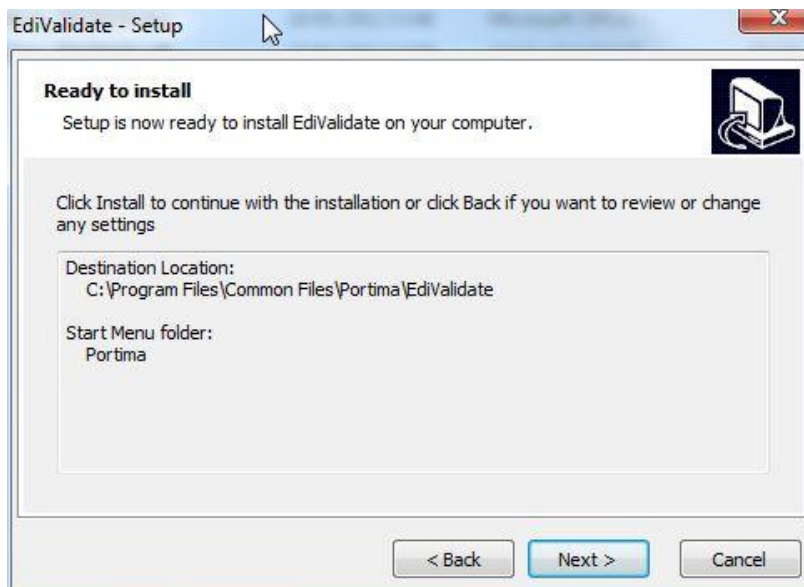 EdiValidate - Setup
Ready to install
Setup is now ready to install EdiValidate on your computer.
Click Install to continue with the installation or click Back if you want to review or change
any settings
Destination Location:
C:\Program Files\Common Files\Portima\EdiValidate
Start Menu folder:
Portima
< Back
Next >
Cancel